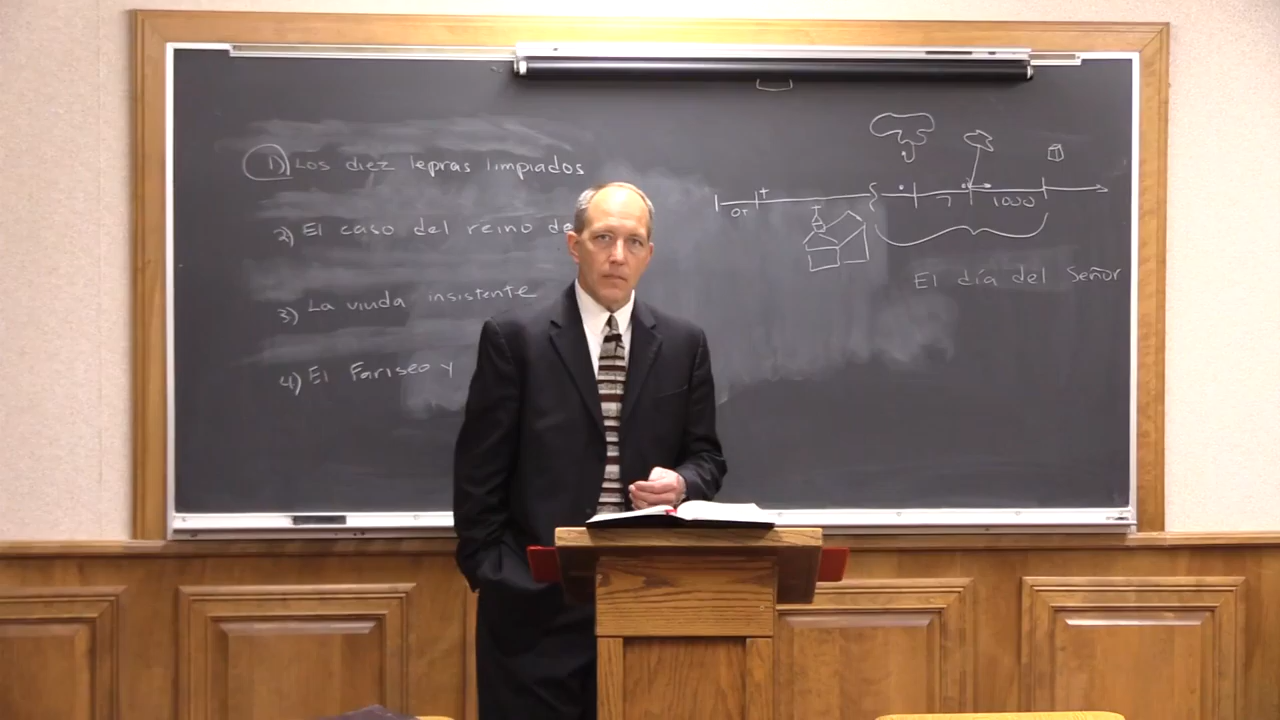 1) Los diez lepras limpiados
2) El caso del reino de
3) La viuda insistente
4) El Fariseo y
OT
7
1000
El día del Señor